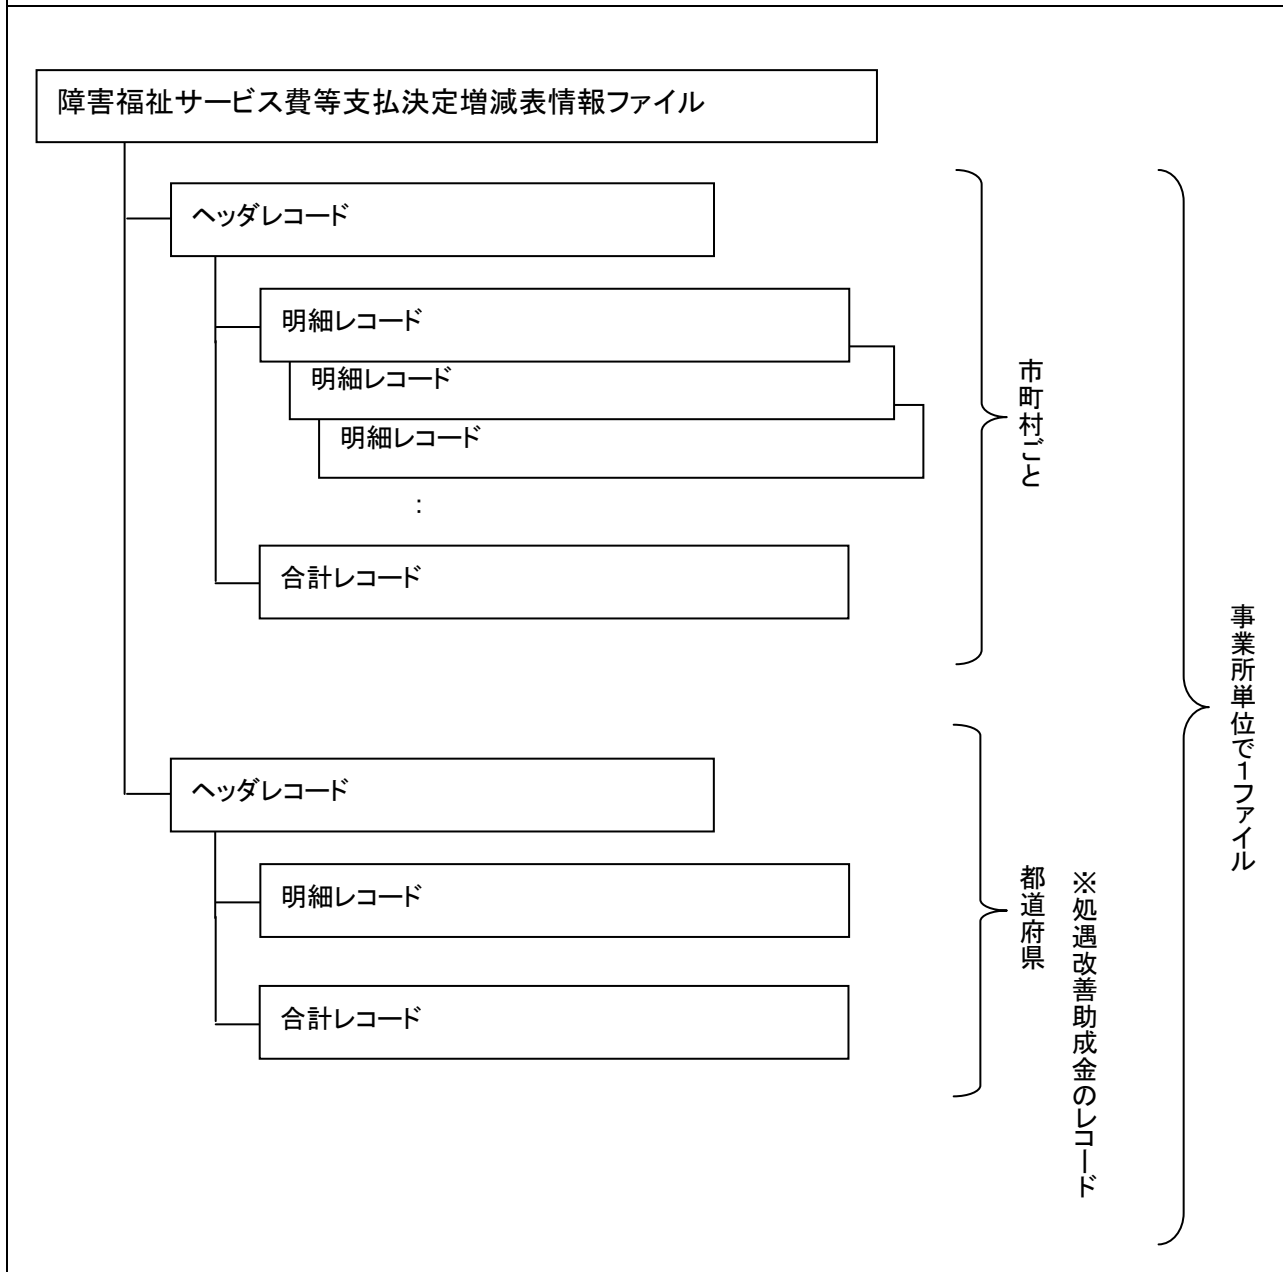 障害福祉サービス費等支払決定増減表情報ファイル
ヘッダレコード
明細レコード
明細レコード
明細レコード
:
合計レコード
市町村ごと
ヘッダレコード
明細レコード
合計レコード
都道府県
※処遇改善助成金のレコード
事業所単位で1ファイル